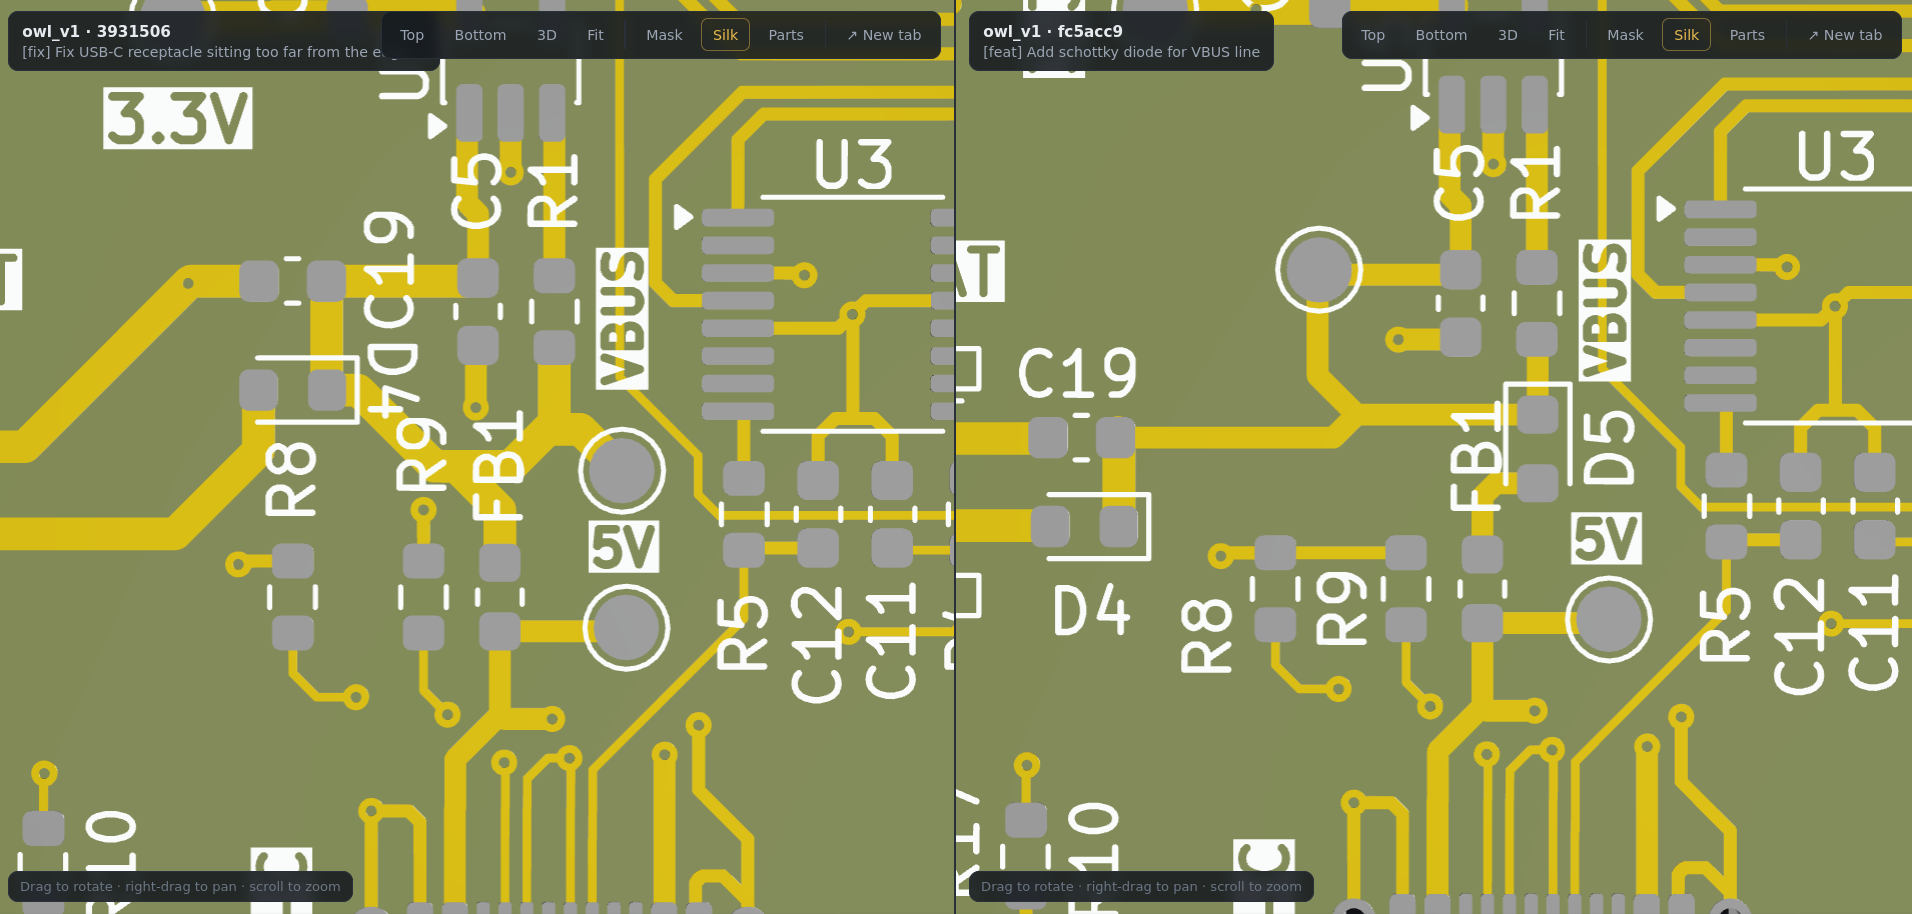 owl_v1 · 3931506
[fix] Fix USB-C receptacle sitting too far from the
Top Bottom 3D Fit Mask Silk Parts ↗ New tab
3.3V
C5
R1
U3
C19
VBUS
D4
R8
R9
FB1
5V
R5
C12
C11
Drag to rotate · right-drag to pan · scroll to zoom
owl_v1 · fc5acc9
[feat] Add schottky diode for VBUS line
Top Bottom 3D Fit Mask Silk Parts ↗ New tab
C5
R1
U3
VBUS
C19
FB1
D5
5V
D4
R8
R9
R5
C12
C11
R10
Drag to rotate · right-drag to pan · scroll to zoom